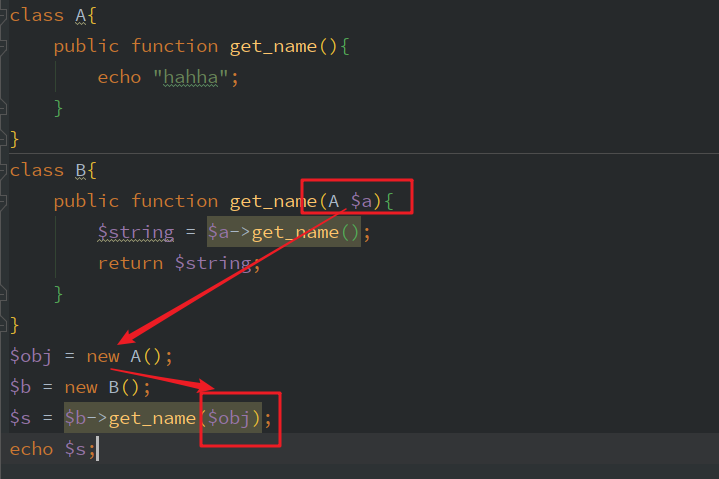 class A{
    public function get_name(){
        echo "hahha";
    }
}
class B{
    public function get_name(A $a){
        $string = $a->get_name();
        return $string;
    }
}
$obj = new A();
$b = new B();
$s = $b->get_name($obj);
echo $s;